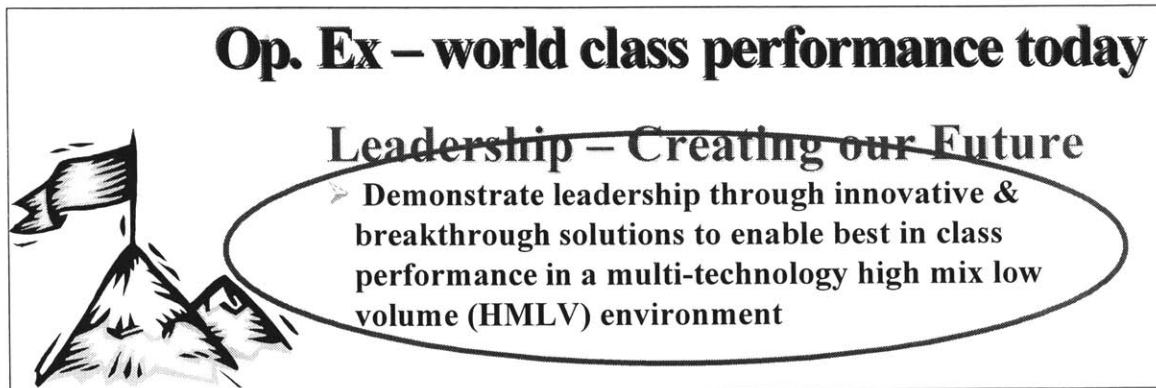 Op. Ex – world class performance today
Leadership – Creating our Future
➢ Demonstrate leadership through innovative &
breakthrough solutions to enable best in class
performance in a multi-technology high mix low
volume (HMLV) environment